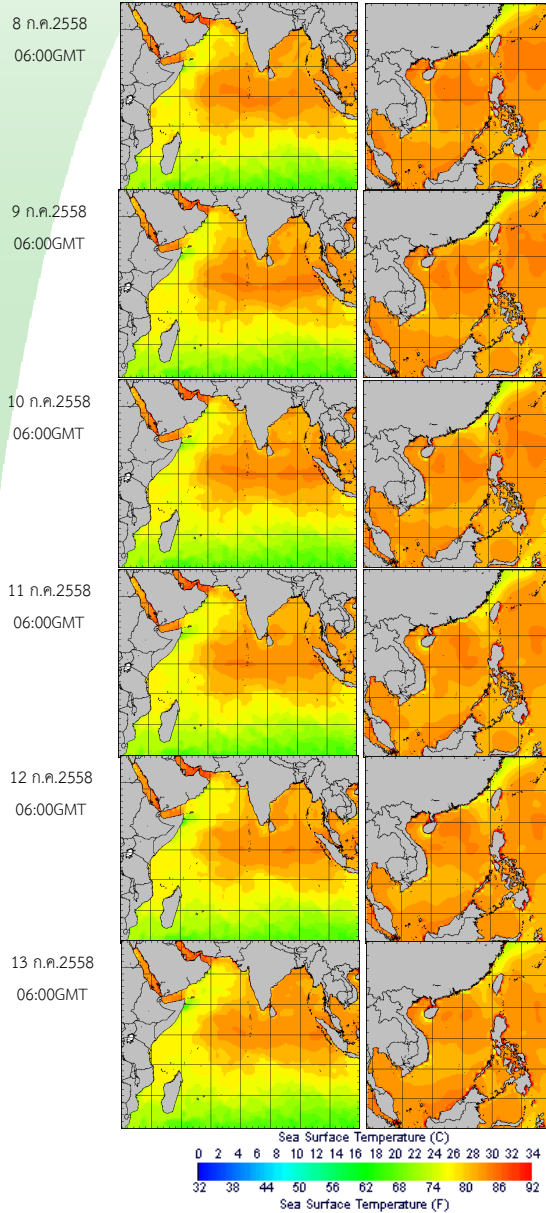 8 ก.ค.2558
06:00GMT
9 ก.ค.2558
06:00GMT
10 ก.ค.2558
06:00GMT
11 ก.ค.2558
06:00GMT
12 ก.ค.2558
06:00GMT
13 ก.ค.2558
06:00GMT
Sea Surface Temperature (C)
0 2 4 6 8 10 12 14 16 18 20 22 24 26 28 30 32 34
32 38 44 50 56 62 68 74 80 86 92
Sea Surface Temperature (F)